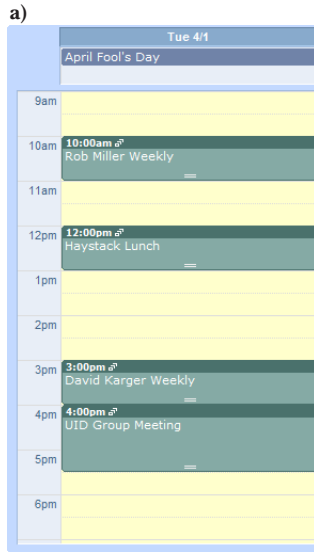 a)
Tue 4/1
April Fool's Day
9am
10am
10:00am
Rob Miller Weekly
11am
12pm
12:00pm
Haystack Lunch
1pm
2pm
3pm
3:00pm
David Karger Weekly
4pm
4:00pm
UID Group Meeting
5pm
6pm